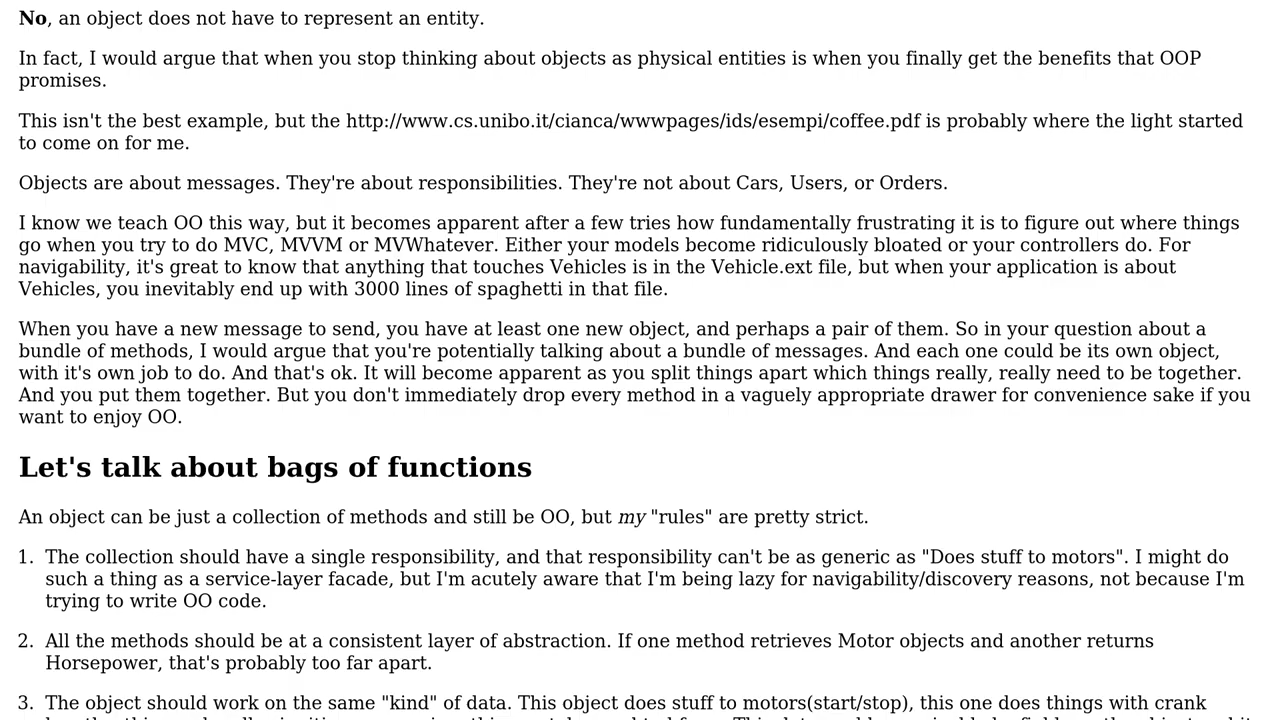 No, an object does not have to represent an entity.
In fact, I would argue that when you stop thinking about objects as physical entities is when you finally get the benefits that OOP
promises.
This isn't the best example, but the http://www.cs.unibo.it/cianca/wwwpages/ids/esempi/coffee.pdf is probably where the light started
to come on for me.
Objects are about messages. They're about responsibilities. They're not about Cars, Users, or Orders.
I know we teach OO this way, but it becomes apparent after a few tries how fundamentally frustrating it is to figure out where things
go when you try to do MVC, MVVM or MVWhatever. Either your models become ridiculously bloated or your controllers do. For
navigability, it's great to know that anything that touches Vehicles is in the Vehicle.ext file, but when your application is about
Vehicles, you inevitably end up with 3000 lines of spaghetti in that file.
When you have a new message to send, you have at least one new object, and perhaps a pair of them. So in your question about a
bundle of methods, I would argue that you're potentially talking about a bundle of messages. And each one could be its own object,
with it's own job to do. And that's ok. It will become apparent as you split things apart which things really, really need to be together.
And you put them together. But you don't immediately drop every method in a vaguely appropriate drawer for convenience sake if you
want to enjoy OO.
Let's talk about bags of functions
An object can be just a collection of methods and still be OO, but my "rules" are pretty strict.
1. The collection should have a single responsibility, and that responsibility can't be as generic as "Does stuff to motors". I might do
such a thing as a service-layer facade, but I'm acutely aware that I'm being lazy for navigability/discovery reasons, not because I'm
trying to write OO code.
2. All the methods should be at a consistent layer of abstraction. If one method retrieves Motor objects and another returns
Horsepower, that's probably too far apart.
3. The object should work on the same "kind" of data. This object does stuff to motors(start/stop), this one does things with crank